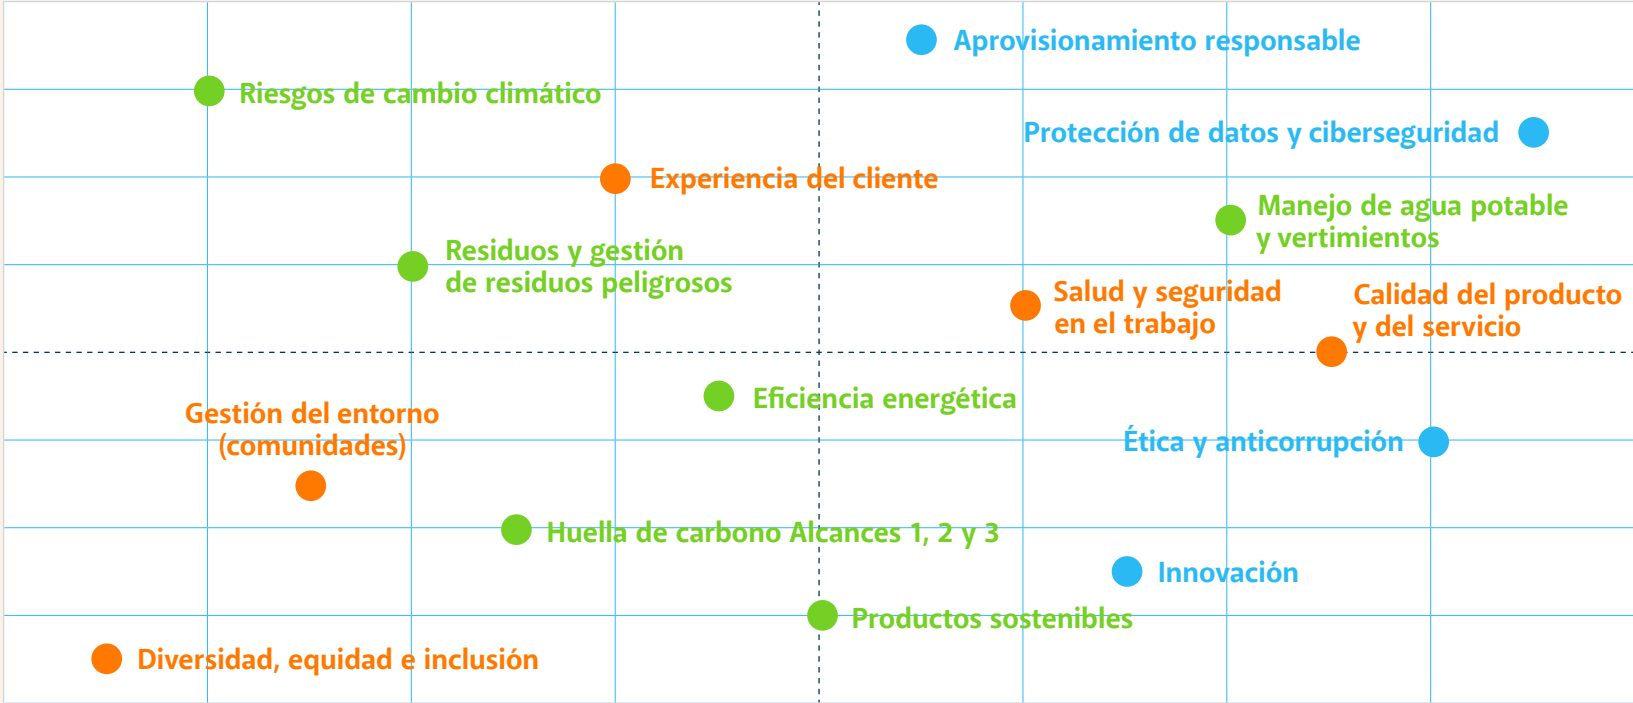 Aprovisionamiento responsable
Riesgos de cambio climático
Protección de datos y ciberseguridad
Experiencia del cliente
Manejo de agua potable
y vertimientos
Residuos y gestión
de residuos peligrosos
Salud y seguridad
en el trabajo
Calidad del producto
y del servicio
Eficiencia energética
Gestión del entorno
(comunidades)
Ética y anticorrupción
Huella de carbono Alcances 1, 2 y 3
Innovación
Productos sostenibles
Diversidad, equidad e inclusión